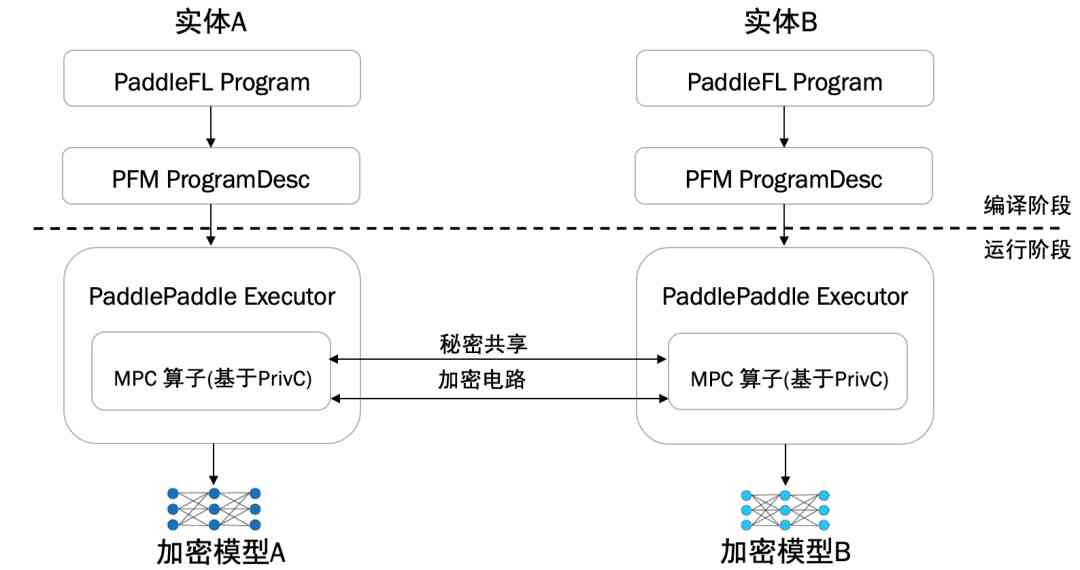 实体A
实体B
PaddleFL Program
PaddleFL Program
PFM ProgramDesc
PFM ProgramDesc
编译阶段
运行阶段
PaddlePaddle Executor
PaddlePaddle Executor
秘密共享
MPC 算子(基于PrivC)
加密电路
MPC 算子(基于PrivC)
加密模型A
加密模型B